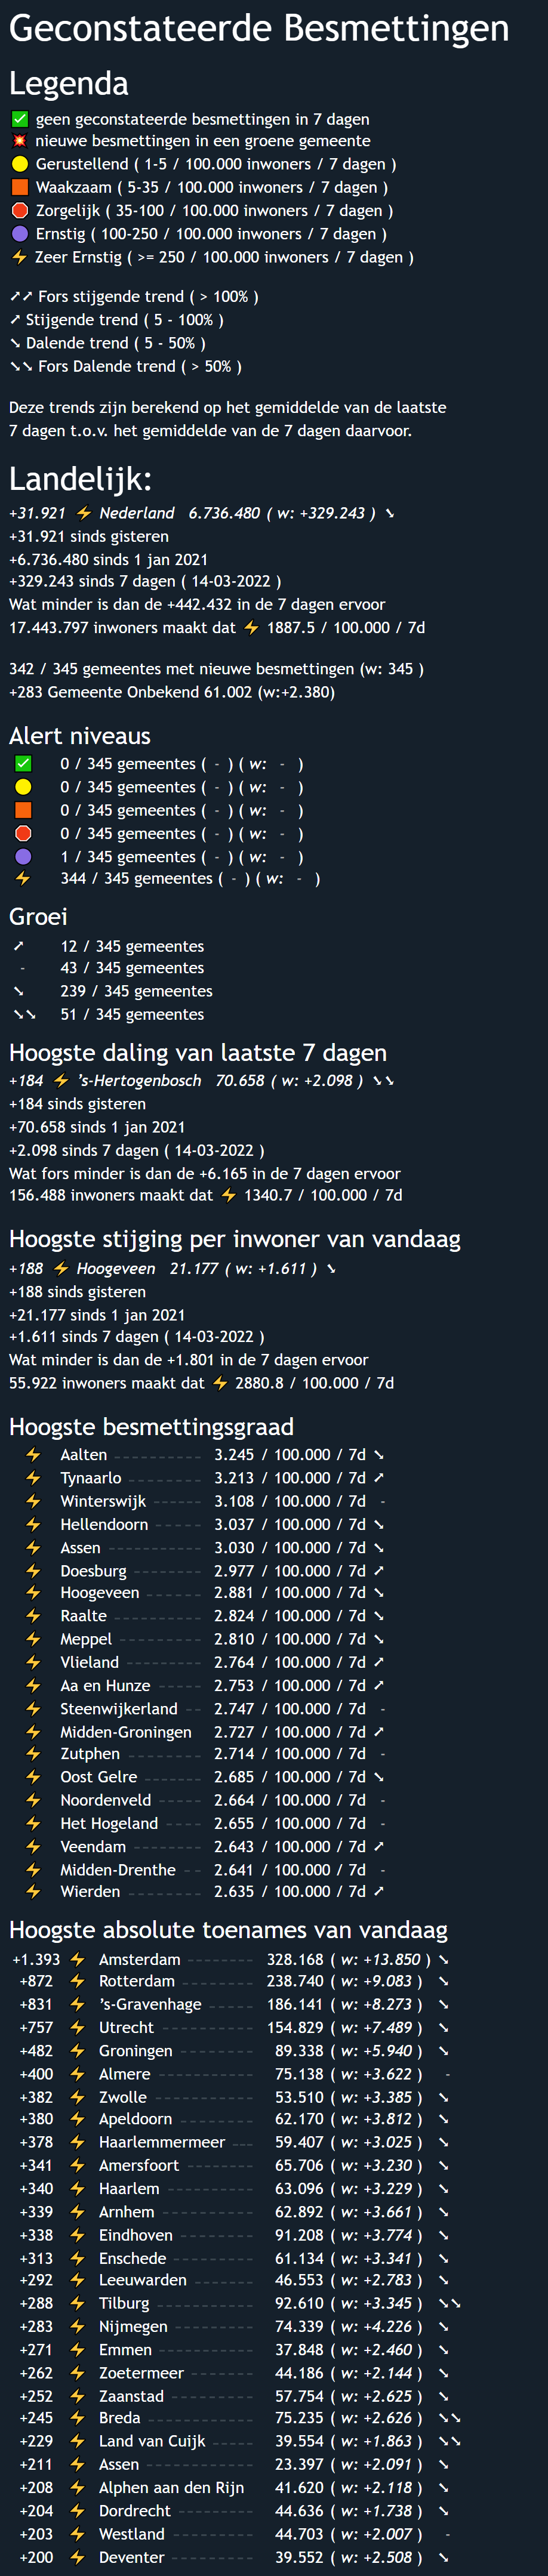 Geconstateerde Besmettingen
Legenda
✅ geen geconstateerde besmettingen in 7 dagen
💥 nieuwe besmettingen in een groene gemeente
🟡 Gerustellend ( 1-5 / 100.000 inwoners / 7 dagen )
🟧 Waakzaam ( 5-35 / 100.000 inwoners / 7 dagen )
🛑 Zorgelijk ( 35-100 / 100.000 inwoners / 7 dagen )
🟣 Ernstig ( 100-250 / 100.000 inwoners / 7 dagen )
⚡ Zeer Ernstig ( >= 250 / 100.000 inwoners / 7 dagen )
➚➚ Fors stijgende trend ( > 100% )
➚ Stijgende trend ( 5 - 100% )
➘ Dalende trend ( 5 - 50% )
➘➘ Fors Dalende trend ( > 50% )
Deze trends zijn berekend op het gemiddelde van de laatste
7 dagen t.o.v. het gemiddelde van de 7 dagen daarvoor.
Landelijk:
+31.921 ⚡ Nederland 6.736.480 ( w: +329.243 ) ➘
+31.921 sinds gisteren
+6.736.480 sinds 1 jan 2021
+329.243 sinds 7 dagen ( 14-03-2022 )
Wat minder is dan de +442.432 in de 7 dagen ervoor
17.443.797 inwoners maakt dat ⚡ 1887.5 / 100.000 / 7d
342 / 345 gemeentes met nieuwe besmettingen (w: 345 )
+283 Gemeente Onbekend 61.002 (w:+2.380)
Alert niveaus
✅ 0 / 345 gemeentes ( - ) ( w: - )
🟡 0 / 345 gemeentes ( - ) ( w: - )
🟧 0 / 345 gemeentes ( - ) ( w: - )
🛑 0 / 345 gemeentes ( - ) ( w: - )
🟣 1 / 345 gemeentes ( - ) ( w: - )
⚡ 344 / 345 gemeentes ( - ) ( w: - )
Groei
➚ 12 / 345 gemeentes
- 43 / 345 gemeentes
➘ 239 / 345 gemeentes
➘➘ 51 / 345 gemeentes
Hoogste daling van laatste 7 dagen
+184 ⚡ 's-Hertogenbosch 70.658 ( w: +2.098 ) ➘➘
+184 sinds gisteren
+70.658 sinds 1 jan 2021
+2.098 sinds 7 dagen ( 14-03-2022 )
Wat fors minder is dan de +6.165 in de 7 dagen ervoor
156.488 inwoners maakt dat ⚡ 1340.7 / 100.000 / 7d
Hoogste stijging per inwoner van vandaag
+188 ⚡ Hoogeveen 21.177 ( w: +1.611 ) ➘
+188 sinds gisteren
+21.177 sinds 1 jan 2021
+1.611 sinds 7 dagen ( 14-03-2022 )
Wat minder is dan de +1.801 in de 7 dagen ervoor
55.922 inwoners maakt dat ⚡ 2880.8 / 100.000 / 7d
Hoogste besmettingsgraad
⚡ Aalten --------- 3.245 / 100.000 / 7d ➘
⚡ Tynaarlo -------- 3.213 / 100.000 / 7d ➚
⚡ Winterswijk ----- 3.108 / 100.000 / 7d -
⚡ Hellendoorn ----- 3.037 / 100.000 / 7d ➘
⚡ Assen ---------- 3.030 / 100.000 / 7d ➘
⚡ Doesburg ------- 2.977 / 100.000 / 7d ➚
⚡ Hoogeveen ------ 2.881 / 100.000 / 7d ➘
⚡ Raalte --------- 2.824 / 100.000 / 7d ➘
⚡ Meppel --------- 2.810 / 100.000 / 7d ➘
⚡ Vlieland -------- 2.764 / 100.000 / 7d ➚
⚡ Aa en Hunze ----- 2.753 / 100.000 / 7d ➚
⚡ Steenwijkerland -- 2.747 / 100.000 / 7d -
⚡ Midden-Groningen 2.727 / 100.000 / 7d ➚
⚡ Zutphen -------- 2.714 / 100.000 / 7d -
⚡ Oost Gelre ------ 2.685 / 100.000 / 7d ➘
⚡ Noordenveld ---- 2.664 / 100.000 / 7d -
⚡ Het Hogeland ---- 2.655 / 100.000 / 7d -
⚡ Veendam ------- 2.643 / 100.000 / 7d ➚
⚡ Midden-Drenthe -- 2.641 / 100.000 / 7d -
⚡ Wierden -------- 2.635 / 100.000 / 7d ➚
Hoogste absolute toenames van vandaag
+1.393 ⚡ Amsterdam ------- 328.168 ( w: +13.850 ) ➘
+872 ⚡ Rotterdam -------- 238.740 ( w: +9.083 ) ➘
+831 ⚡ 's-Gravenhage ----- 186.141 ( w: +8.273 ) ➘
+757 ⚡ Utrecht ---------- 154.829 ( w: +7.489 ) ➘
+482 ⚡ Groningen -------- 89.338 ( w: +5.940 ) ➘
+400 ⚡ Almere ---------- 75.138 ( w: +3.622 ) -
+382 ⚡ Zwolle ----------- 53.510 ( w: +3.385 ) ➘
+380 ⚡ Apeldoorn -------- 62.170 ( w: +3.812 ) ➘
+378 ⚡ Haarlemmermeer --- 59.407 ( w: +3.025 ) ➘
+341 ⚡ Amersfoort ------- 65.706 ( w: +3.230 ) ➘
+340 ⚡ Haarlem --------- 63.096 ( w: +3.229 ) ➘
+339 ⚡ Arnhem ---------- 62.892 ( w: +3.661 ) ➘
+338 ⚡ Eindhoven -------- 91.208 ( w: +3.774 ) ➘
+313 ⚡ Enschede --------- 61.134 ( w: +3.341 ) ➘
+292 ⚡ Leeuwarden ------- 46.553 ( w: +2.783 ) ➘
+288 ⚡ Tilburg ----------- 92.610 ( w: +3.345 ) ➘➘
+283 ⚡ Nijmegen --------- 74.339 ( w: +4.226 ) ➘
+271 ⚡ Emmen ---------- 37.848 ( w: +2.460 ) ➘
+262 ⚡ Zoetermeer ------- 44.186 ( w: +2.144 ) ➘
+252 ⚡ Zaanstad --------- 57.754 ( w: +2.625 ) ➘
+245 ⚡ Breda ----------- 75.235 ( w: +2.626 ) ➘➘
+229 ⚡ Land van Cuijk ----- 39.554 ( w: +1.863 ) ➘➘
+211 ⚡ Assen ----------- 23.397 ( w: +2.091 ) ➘
+208 ⚡ Alphen aan den Rijn 41.620 ( w: +2.118 ) ➘
+204 ⚡ Dordrecht -------- 44.636 ( w: +1.738 ) ➘
+203 ⚡ Westland --------- 44.703 ( w: +2.007 ) -
+200 ⚡ Deventer --------- 39.552 ( w: +2.508 ) ➘